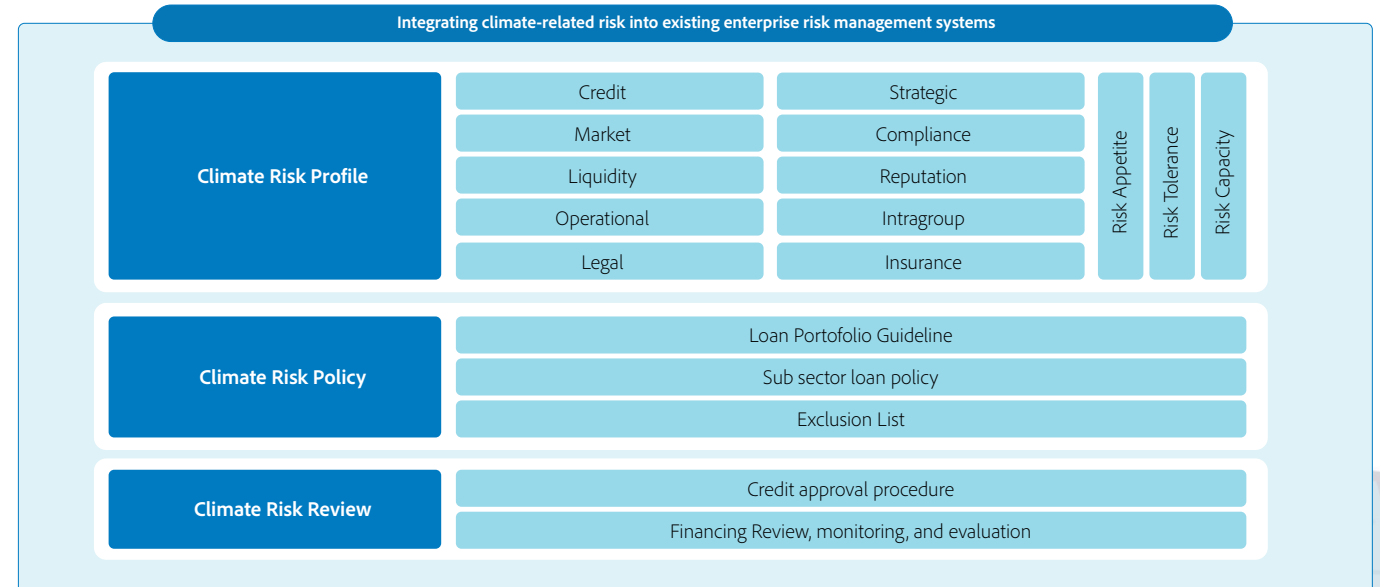 Integrating climate-related risk into existing enterprise risk management systems
Climate Risk Profile
Credit
Strategic
Market
Compliance
Liquidity
Reputation
Operational
Intragroup
Legal
Insurance
Risk Appetite
Risk Tolerance
Risk Capacity
Climate Risk Policy
Loan Portofolio Guideline
Sub sector loan policy
Exclusion List
Climate Risk Review
Credit approval procedure
Financing Review, monitoring, and evaluation